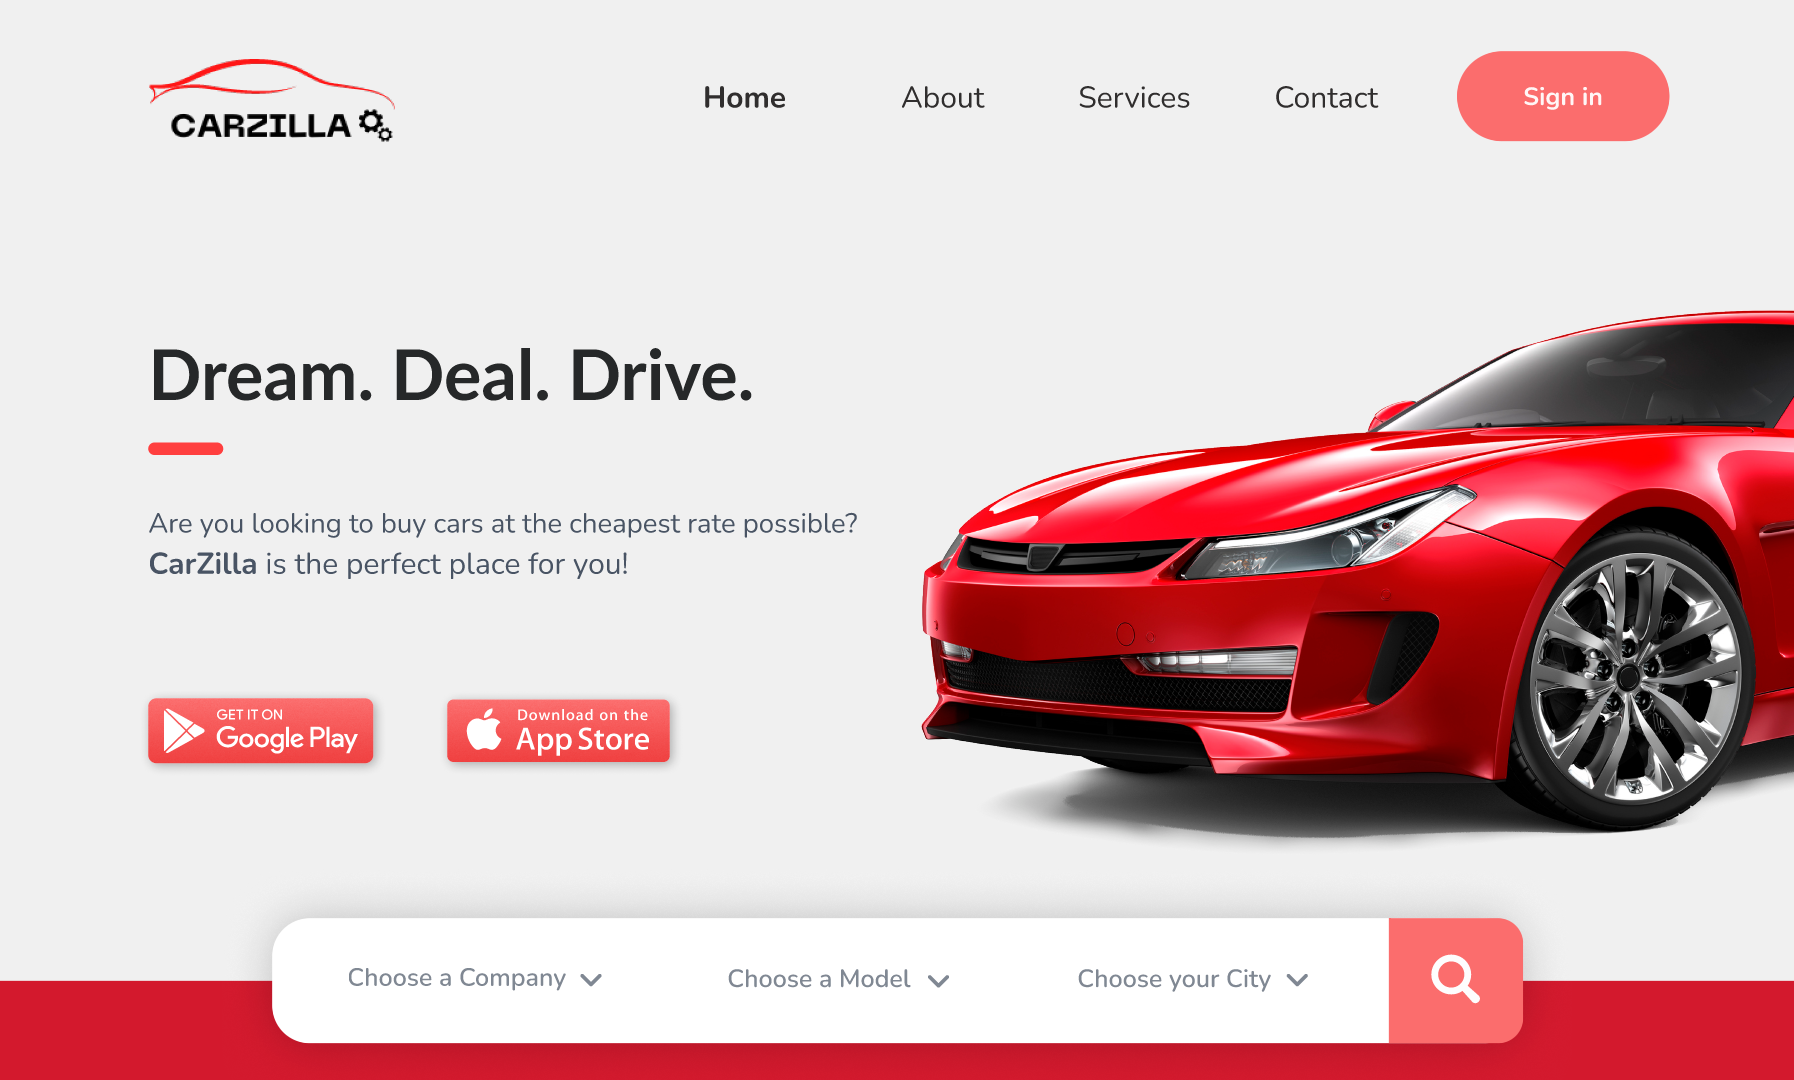 CARZILLA
Home
About
Services
Contact
Sign in
Dream. Deal. Drive.
Are you looking to buy cars at the cheapest rate possible?
CarZilla is the perfect place for you!
GET IT ON
Google Play
Download on the
App Store
Choose a Company
Choose a Model
Choose your City